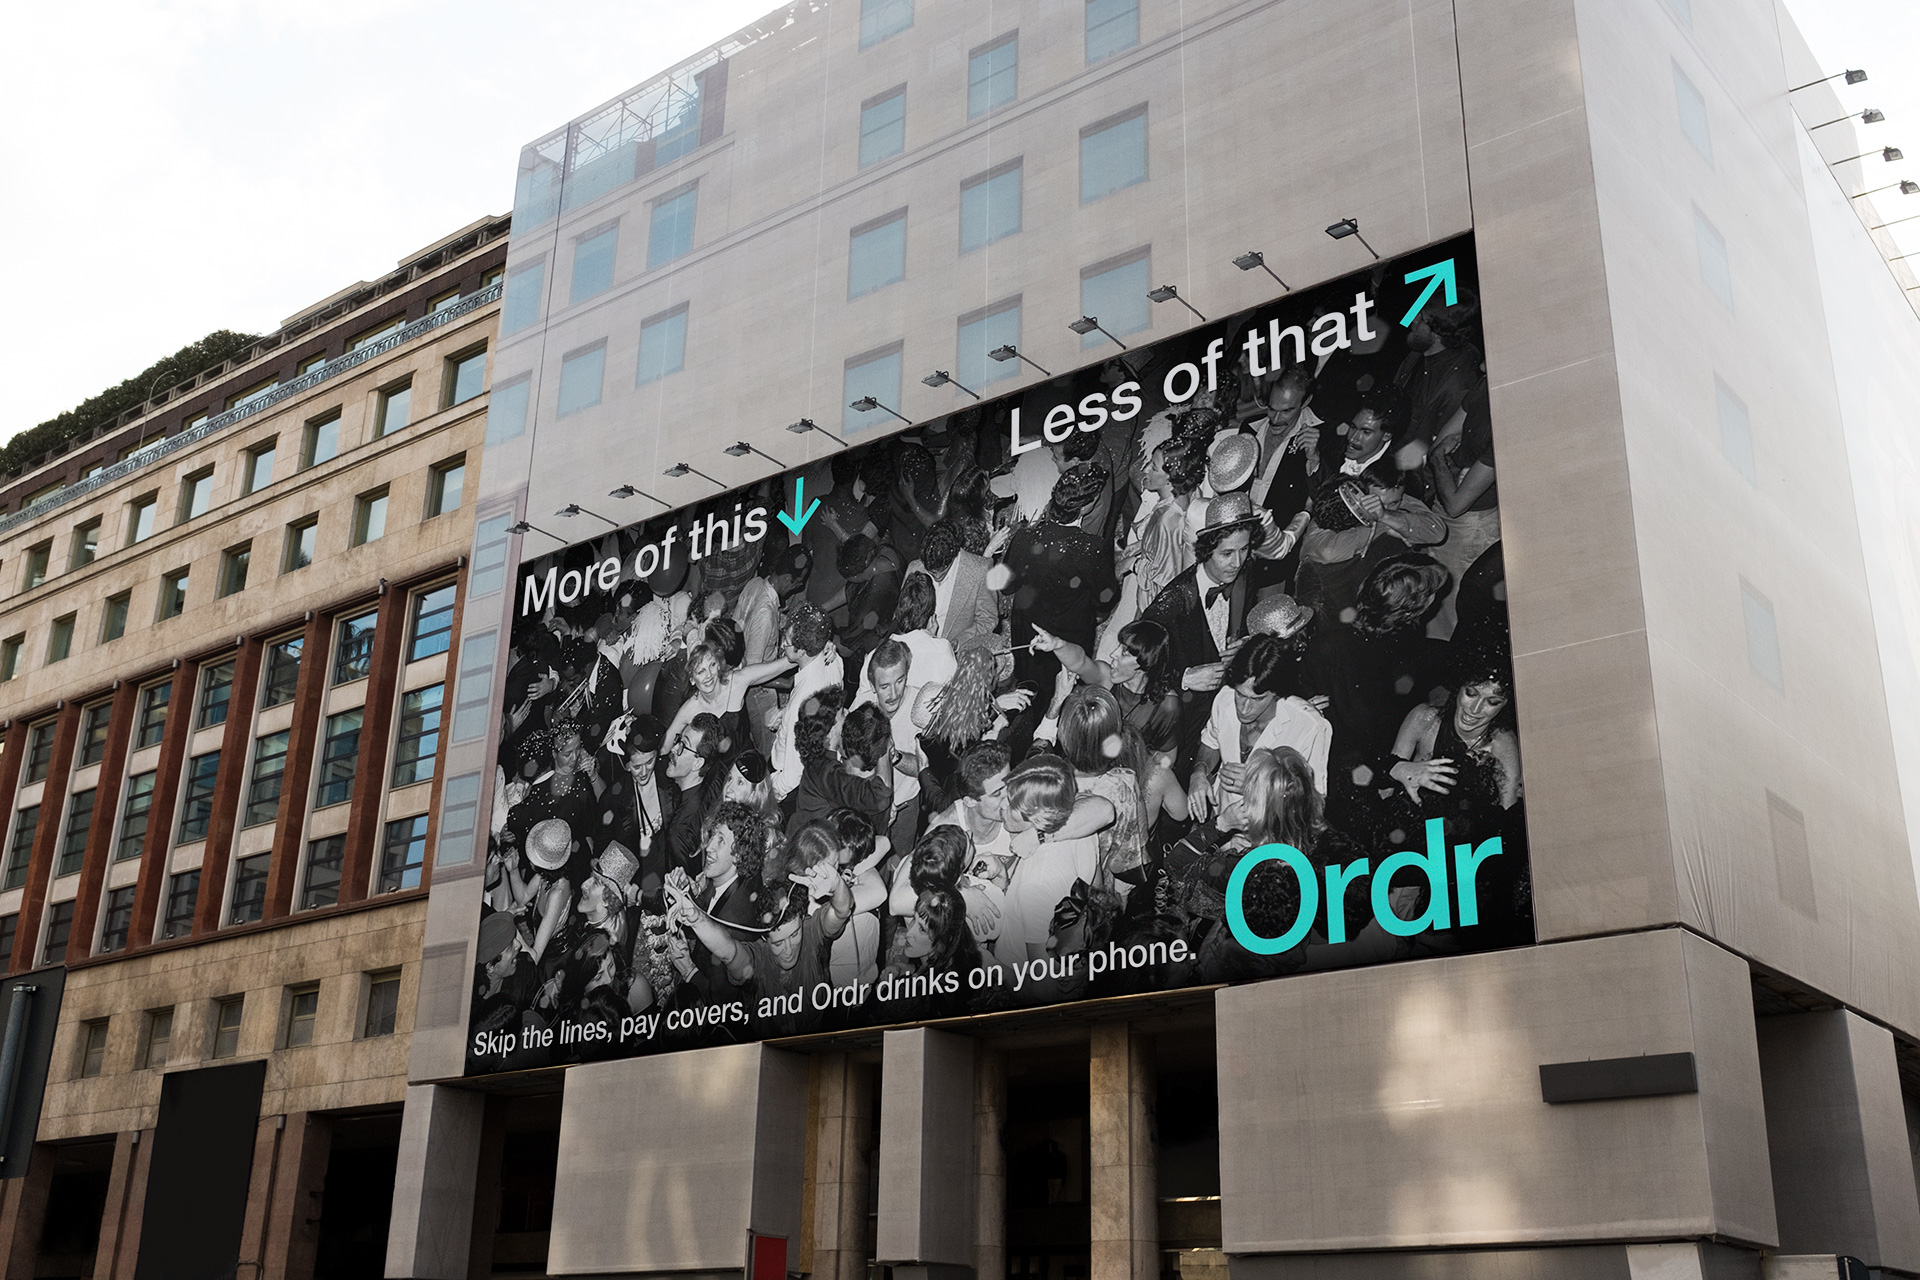 More of this ↓
Less of that ↗
Skip the lines, pay covers, and Ordr drinks on your phone.
Ordr